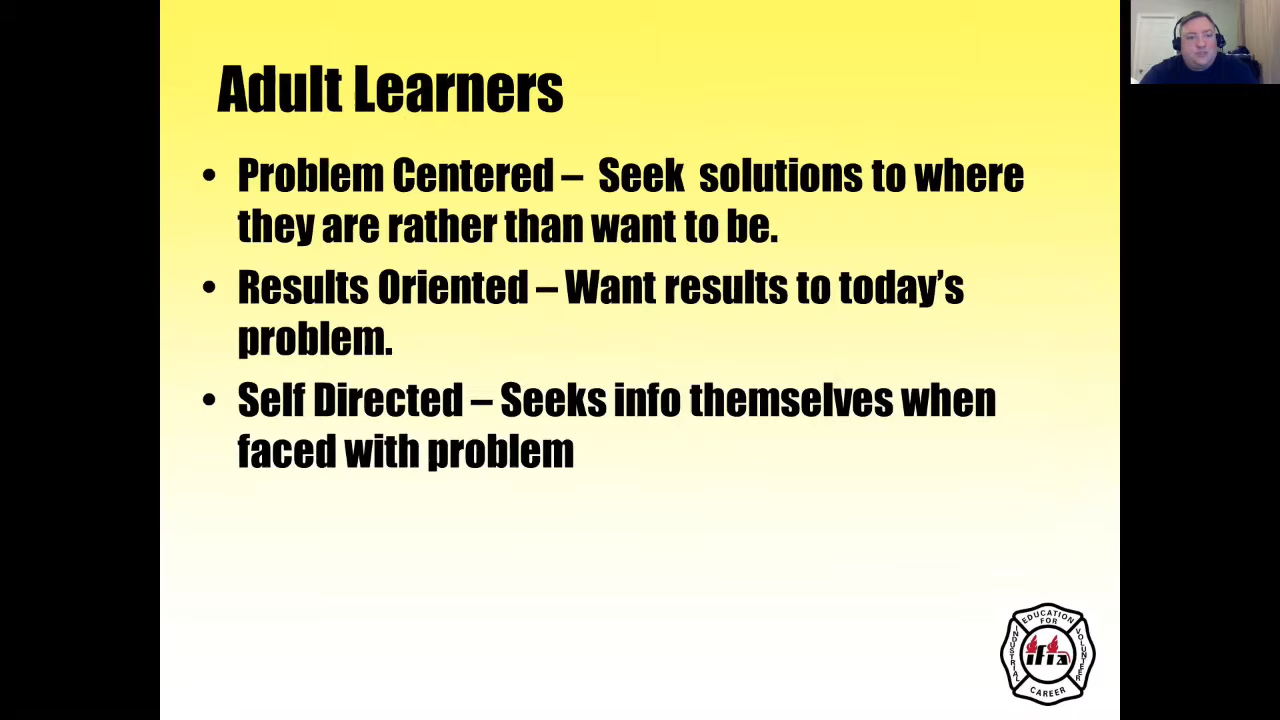 Adult Learners
• Problem Centered – Seek solutions to where
they are rather than want to be.
• Results Oriented – Want results to today’s
problem.
• Self Directed – Seeks info themselves when
faced with problem
EDUCATION
FOR
INDUSTRIAL
VOLUNTEER
ifia
CAREER